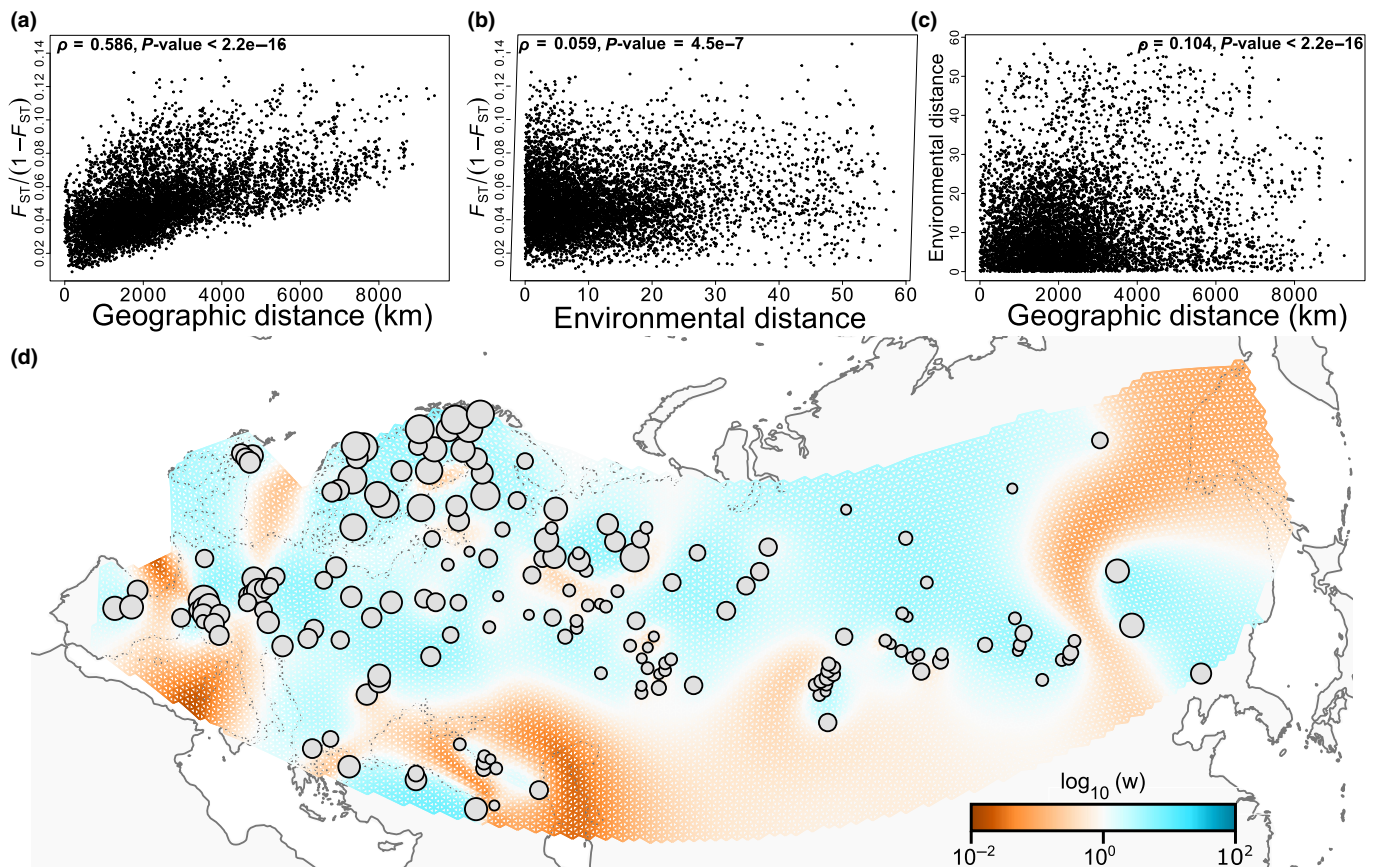 (a)
ρ = 0.586, P-value < 2.2e−16
F_ST/(1 −F_ST)
0.02 0.04 0.06 0.08 0.10 0.12 0.14
0 2000 4000 6000 8000
Geographic distance (km)
(b)
ρ = 0.059, P-value = 4.5e−7
F_ST/(1 −F_ST)
0.02 0.04 0.06 0.08 0.10 0.12 0.14
0 10 20 30 40 50 60
Environmental distance
(c)
ρ = 0.104, P-value < 2.2e−16
Environmental distance
0 10 20 30 40 50 60
0 2000 4000 6000 8000
Geographic distance (km)
(d)
log₁₀ (w)
10⁻² 10⁰ 10²